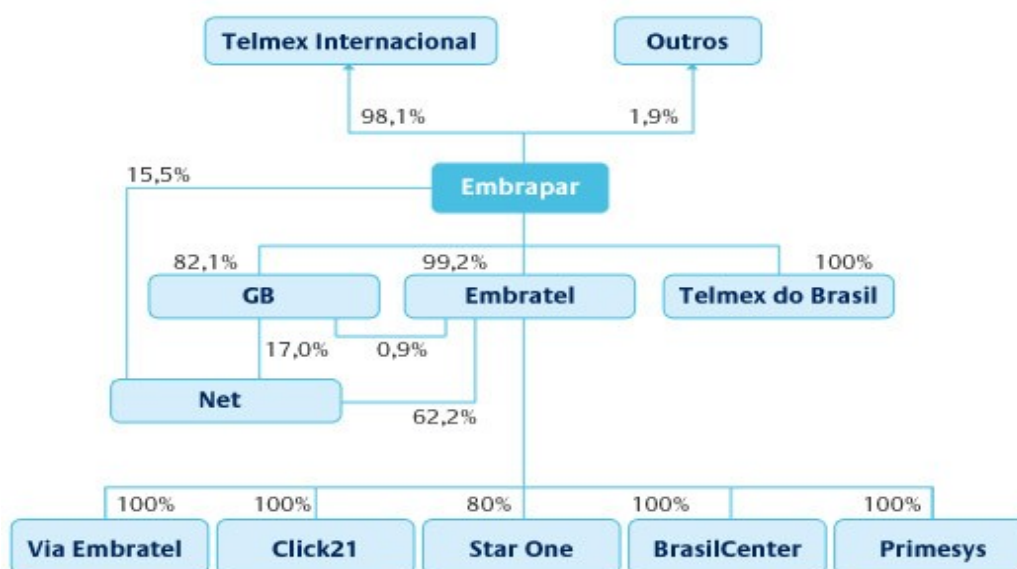 Telmex Internacional
Outros
98,1%
1,9%
15,5%
Embrapar
82,1%
99,2%
100%
GB
Embratel
Telmex do Brasil
17,0%
0,9%
Net
62,2%
100%
100%
80%
100%
100%
Via Embratel
Click21
Star One
BrasilCenter
Primesys